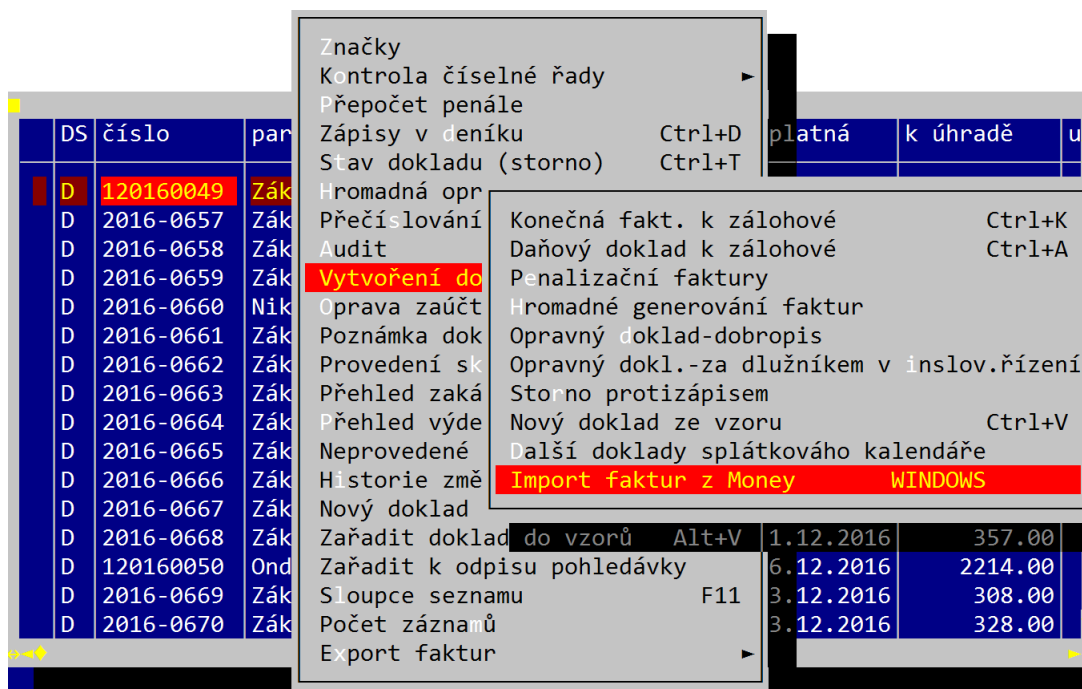 Značky
Kontrola číselné řady ►
Přepočet penále
Zápisy v deníku Ctrl+D
Stav dokladu (storno) Ctrl+T
Hromadná opr
Přečíslování
Audit
Vytvoření do
Oprava zaúčt
Poznámka dok
Provedení sk
Přehled zaká
Přehled výde
Neprovedené
Historie změ
Nový doklad
Zařadit doklad do vzorů Alt+V
Zařadit k odpisu pohledávky
Sloupce seznamu F11
Počet záznamů
Export faktur ►
Konečná fakt. k zálohové Ctrl+K
Daňový doklad k zálohové Ctrl+A
Penalizační faktury
Hromadné generování faktur
Opravný doklad-dobropis
Opravný dokl.-za dlužníkem v inslov.řízení
Storno protizápisem
Nový doklad ze vzoru Ctrl+V
Další doklady splátkováho kalendáře
Import faktur z Money WINDOWS
DS číslo par platná k úhradě u
D 120160049 Zák
D 2016-0657 Zák
D 2016-0658 Zák
D 2016-0659 Zák
D 2016-0660 Nik
D 2016-0661 Zák
D 2016-0662 Zák
D 2016-0663 Zák
D 2016-0664 Zák
D 2016-0665 Zák
D 2016-0666 Zák
D 2016-0667 Zák
D 2016-0668 Zák 1.12.2016 357.00
D 120160050 Ond 6.12.2016 2214.00
D 2016-0669 Zák 3.12.2016 308.00
D 2016-0670 Zák 3.12.2016 328.00